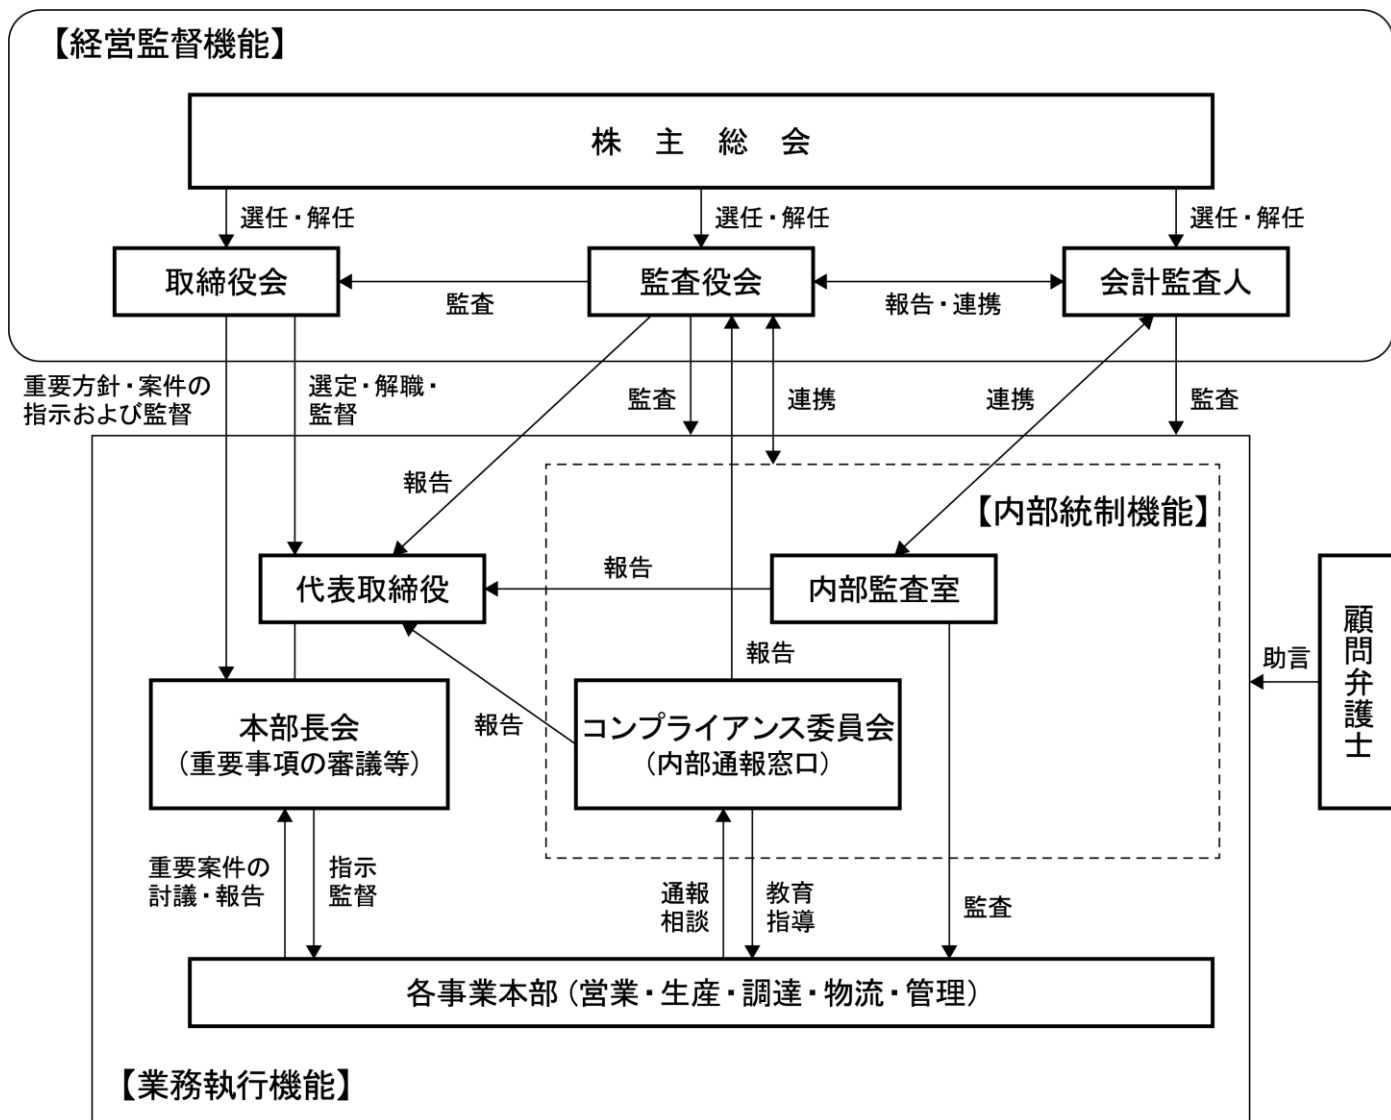 【経営監督機能】
株 主 総 会
選任・解任
選任・解任
選任・解任
取締役会
監査役会
会計監査人
監査
報告・連携
重要方針・案件の
指示および監督
選定・解職・
監督
監査
連携
連携
監査
報告
【内部統制機能】
代表取締役
報告
内部監査室
顧問弁護士
助言
報告
本部長会
（重要事項の審議等）
報告
コンプライアンス委員会
（内部通報窓口）
重要案件の
討議・報告
指示
監督
通報
相談
教育
指導
監査
各事業本部（営業・生産・調達・物流・管理）
【業務執行機能】